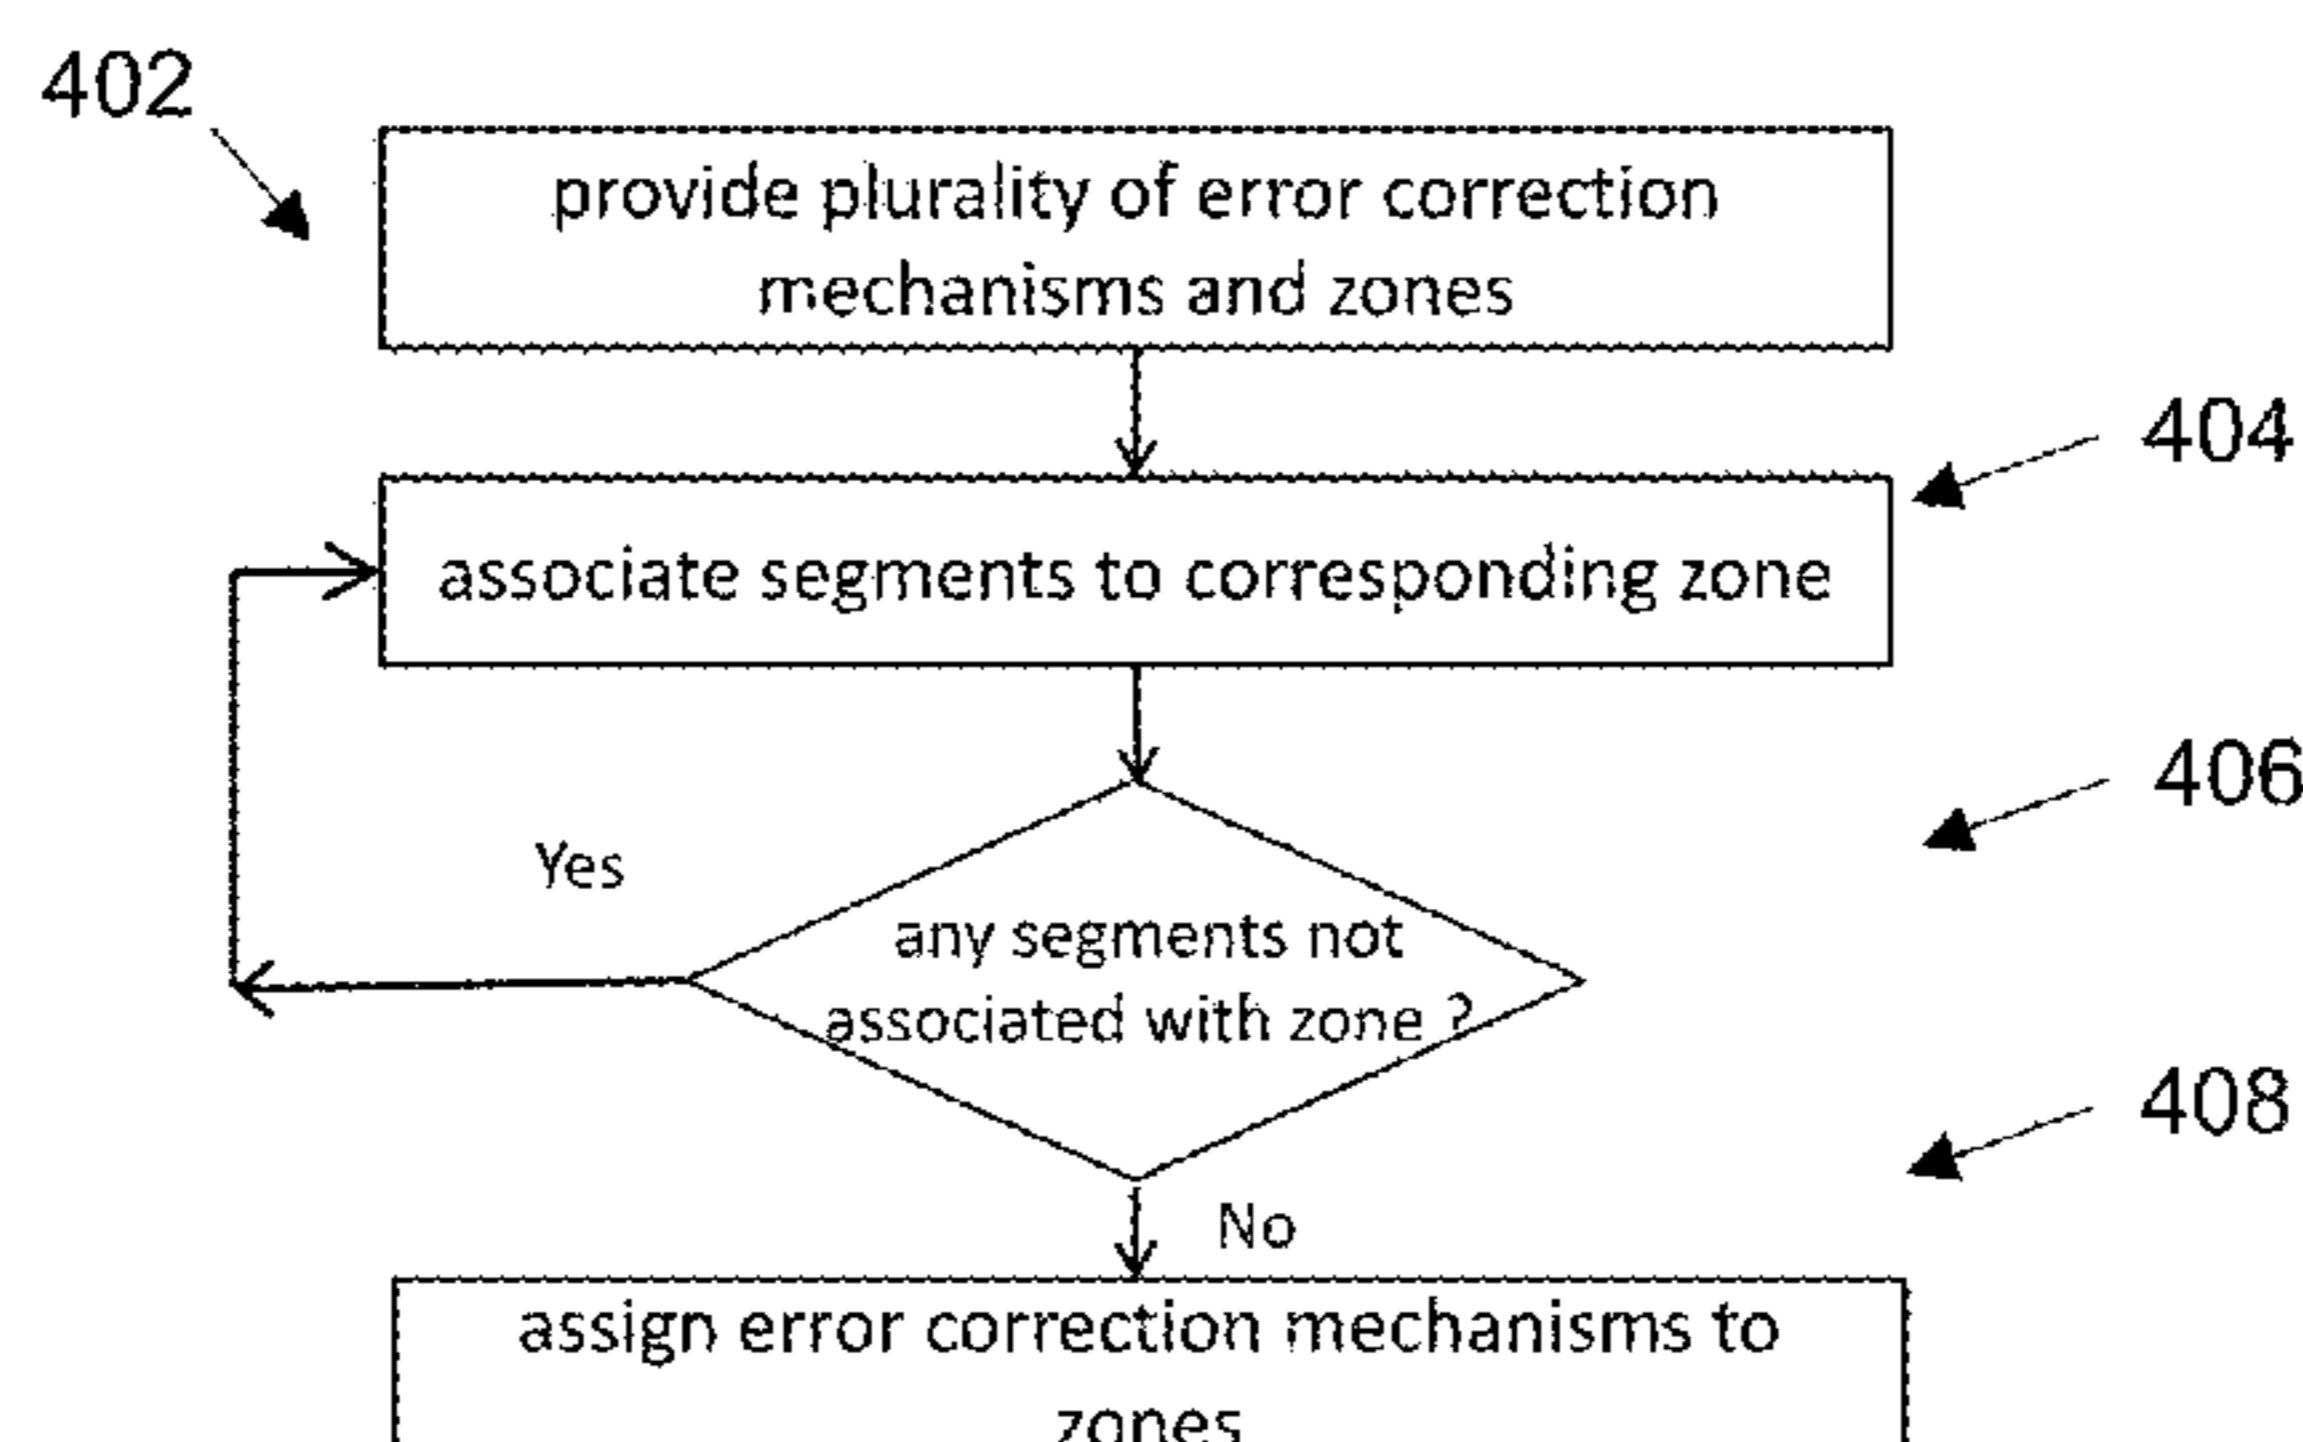 402
provide plurality of error correction
mechanisms and zones
404
associate segments to corresponding zone
406
Yes
any segments not
associated with zone ?
408
No
assign error correction mechanisms to
zones